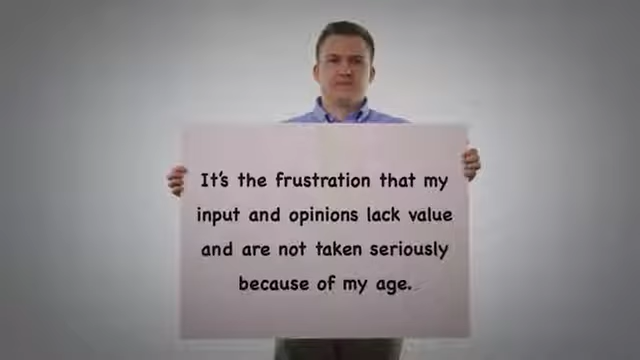 It's the frustration that my
input and opinions lack value
and are not taken seriously
because of my age.